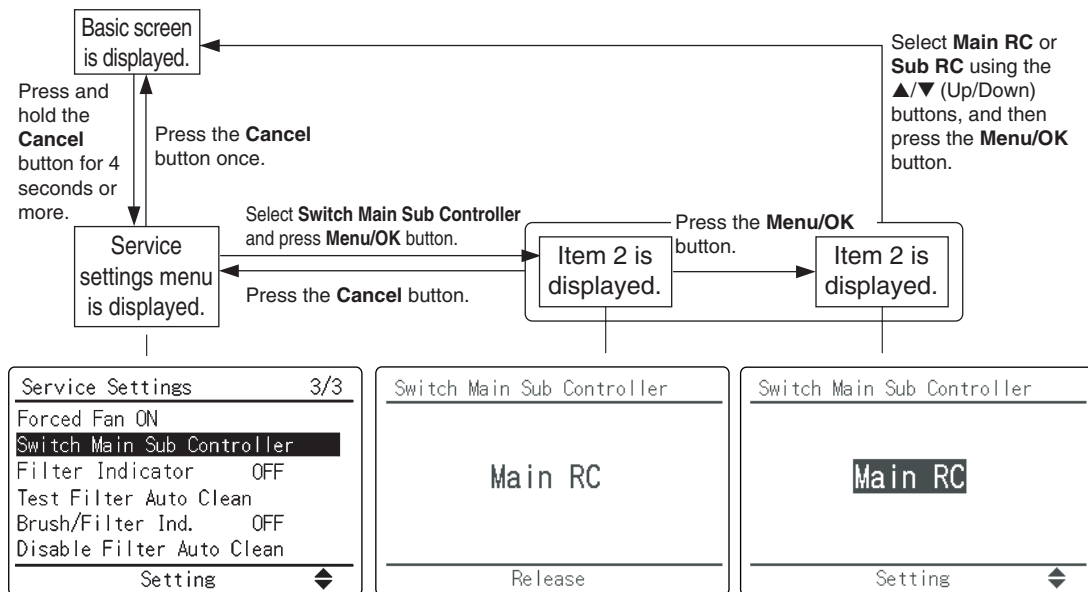 Basic screen
is displayed.
Press and
hold the
Cancel
button for 4
seconds or
more.
Press the Cancel
button once.
Select Main RC or
Sub RC using the
▲/▼ (Up/Down)
buttons, and then
press the Menu/OK
button.
Service
settings menu
is displayed.
Select Switch Main Sub Controller
and press Menu/OK button.
Press the Cancel button.
Item 2 is
displayed.
Press the Menu/OK
button.
Item 2 is
displayed.
Service Settings 3/3
Forced Fan ON
Switch Main Sub Controller
Filter Indicator OFF
Test Filter Auto Clean
Brush/Filter Ind. OFF
Disable Filter Auto Clean
Setting
Switch Main Sub Controller
Main RC
Release
Switch Main Sub Controller
Main RC
Setting